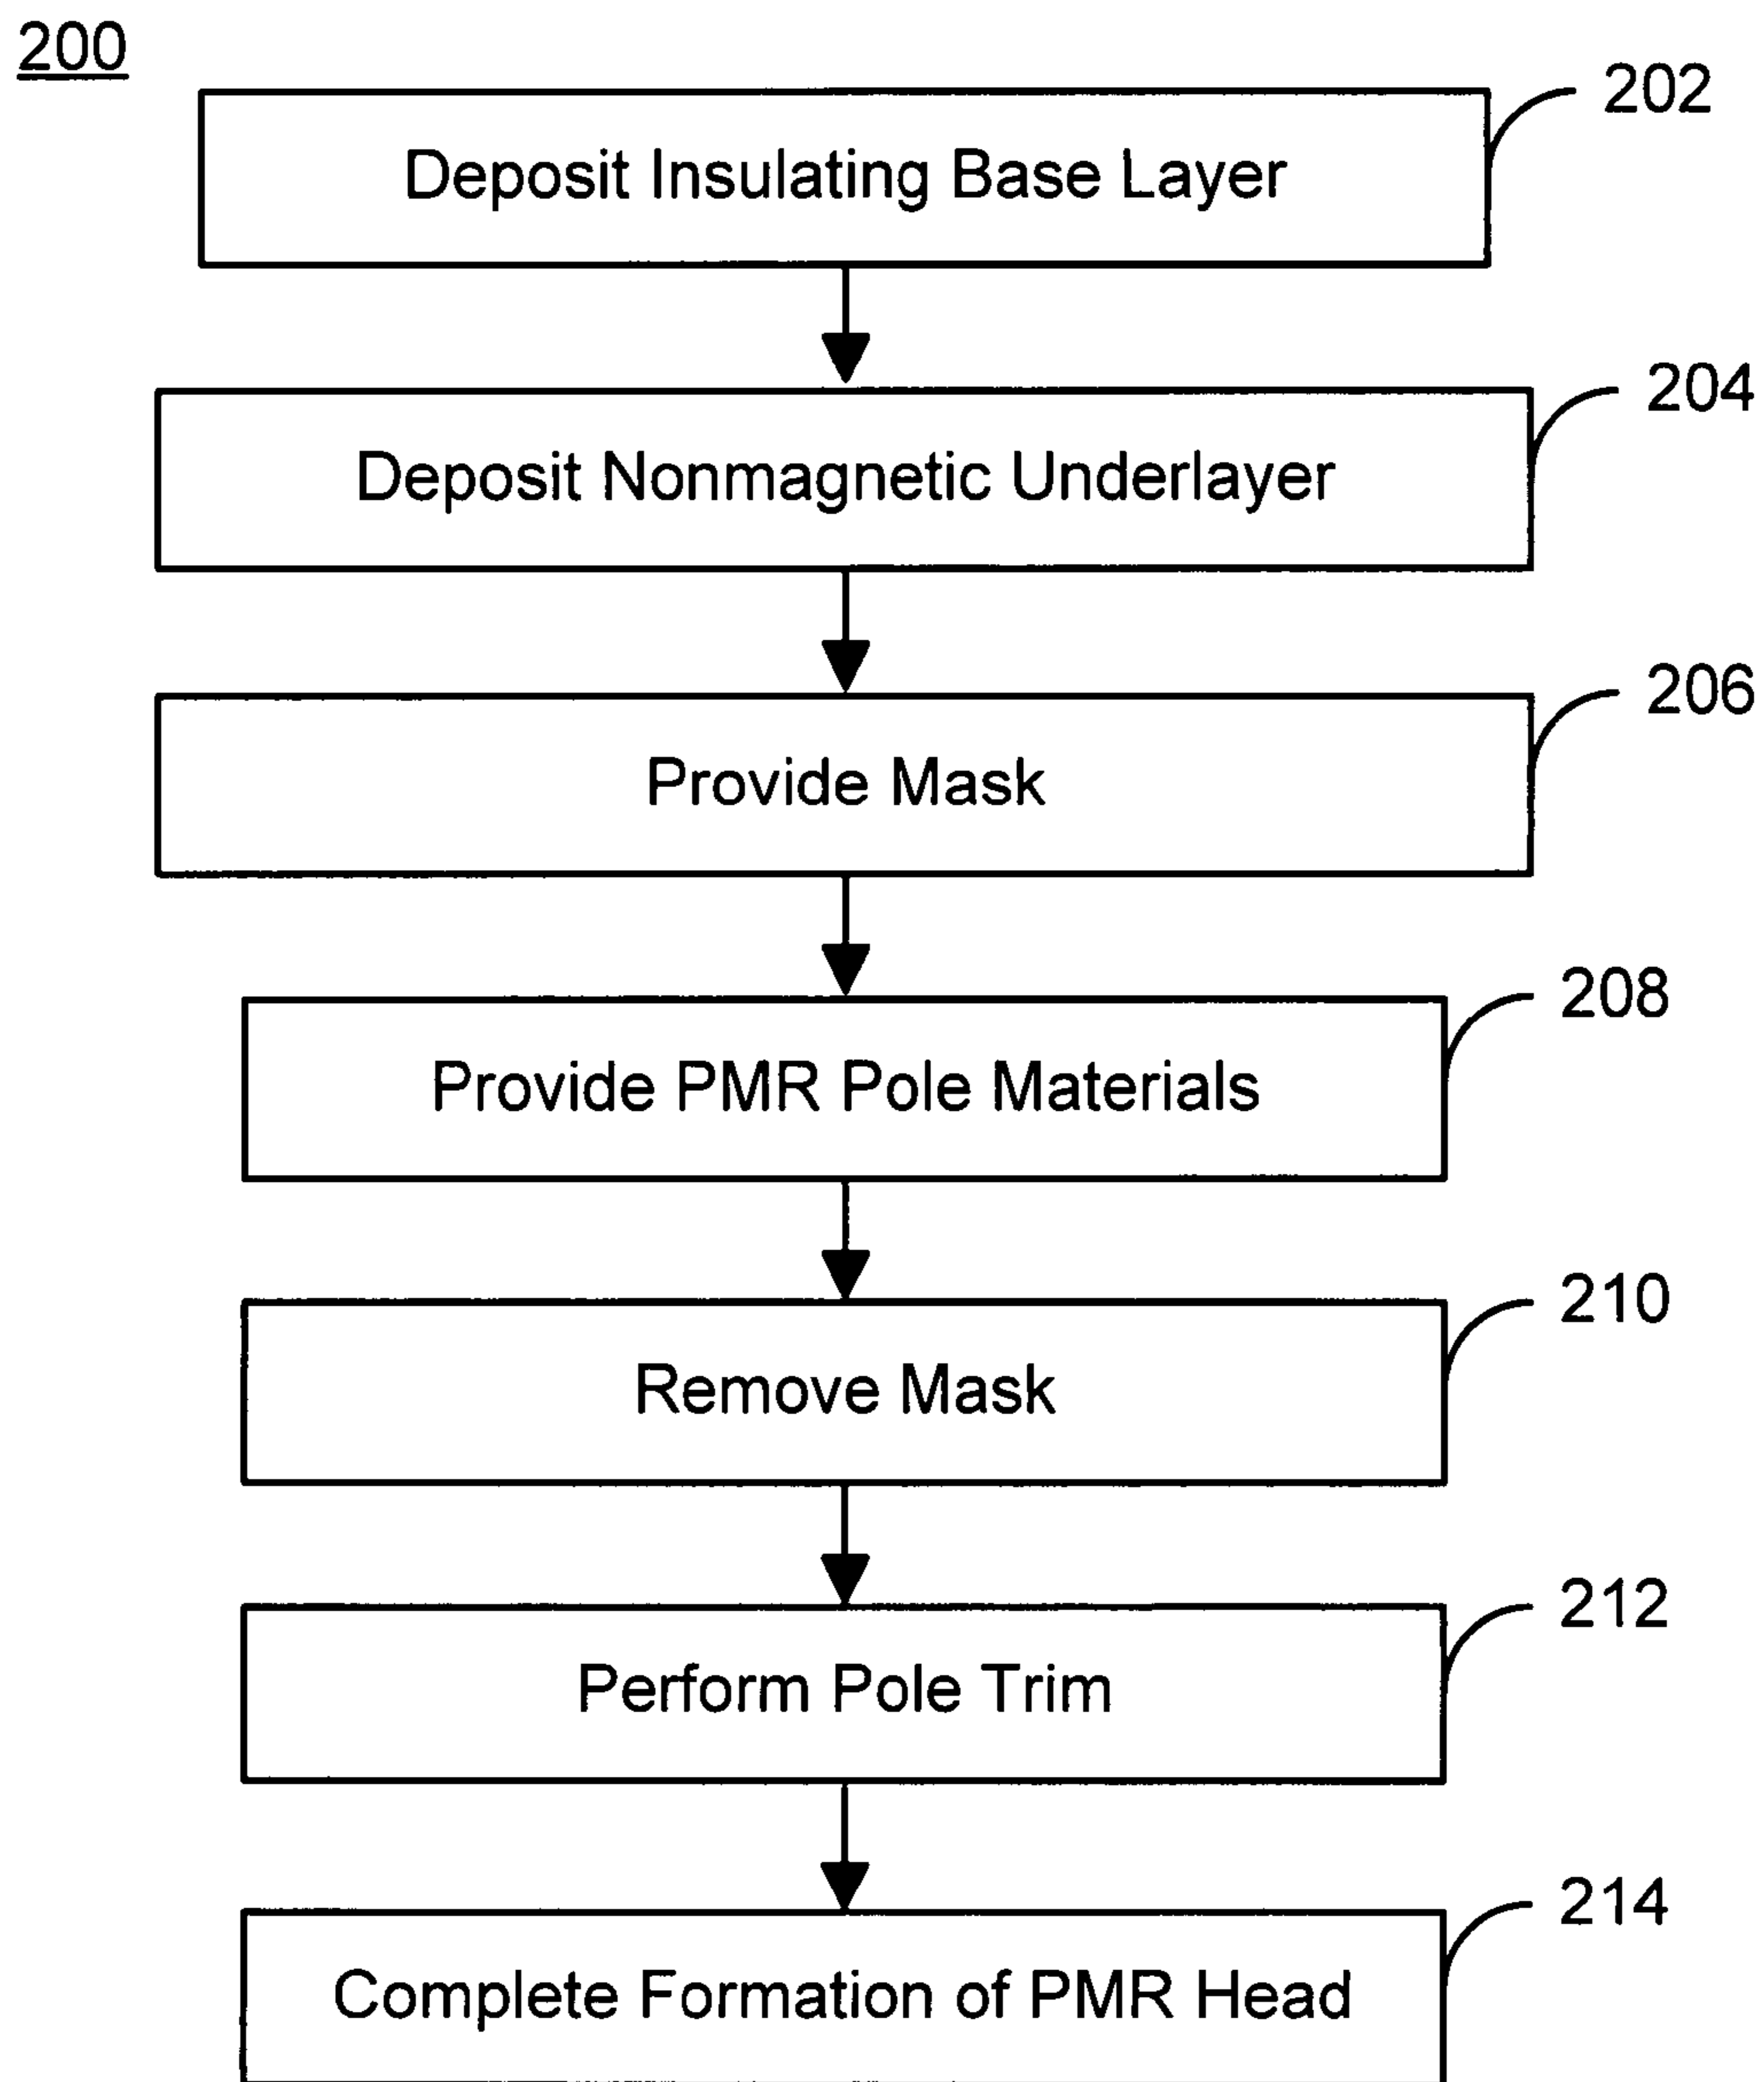 200
202
Deposit Insulating Base Layer
204
Deposit Nonmagnetic Underlayer
206
Provide Mask
208
Provide PMR Pole Materials
210
Remove Mask
212
Perform Pole Trim
214
Complete Formation of PMR Head